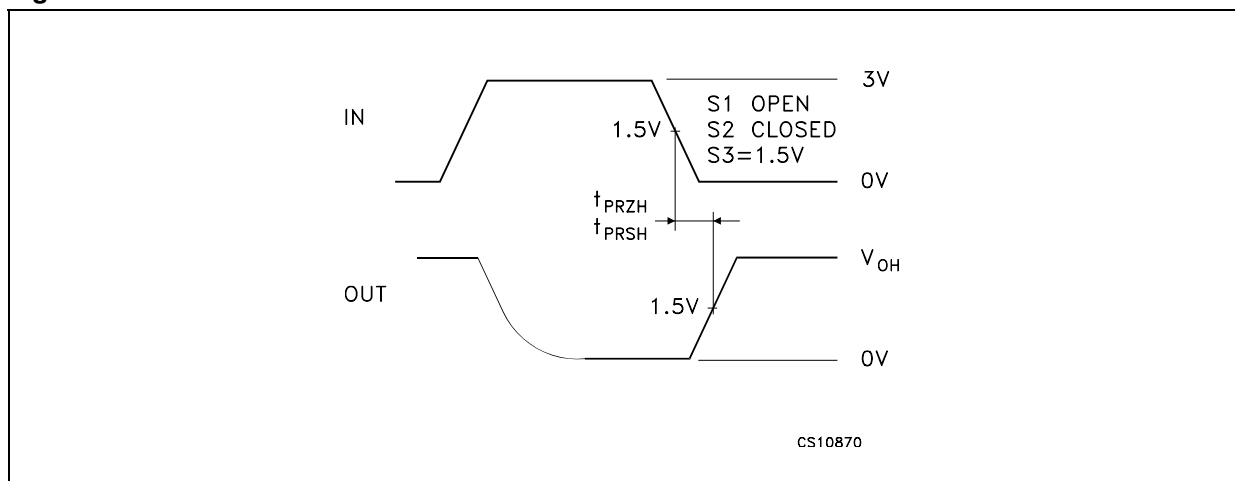 3V
IN
S1 OPEN
1.5V
S2 CLOSED
S3=1.5V
0V
tPRZH
tPRSH
VOH
OUT
1.5V
0V
CS10870